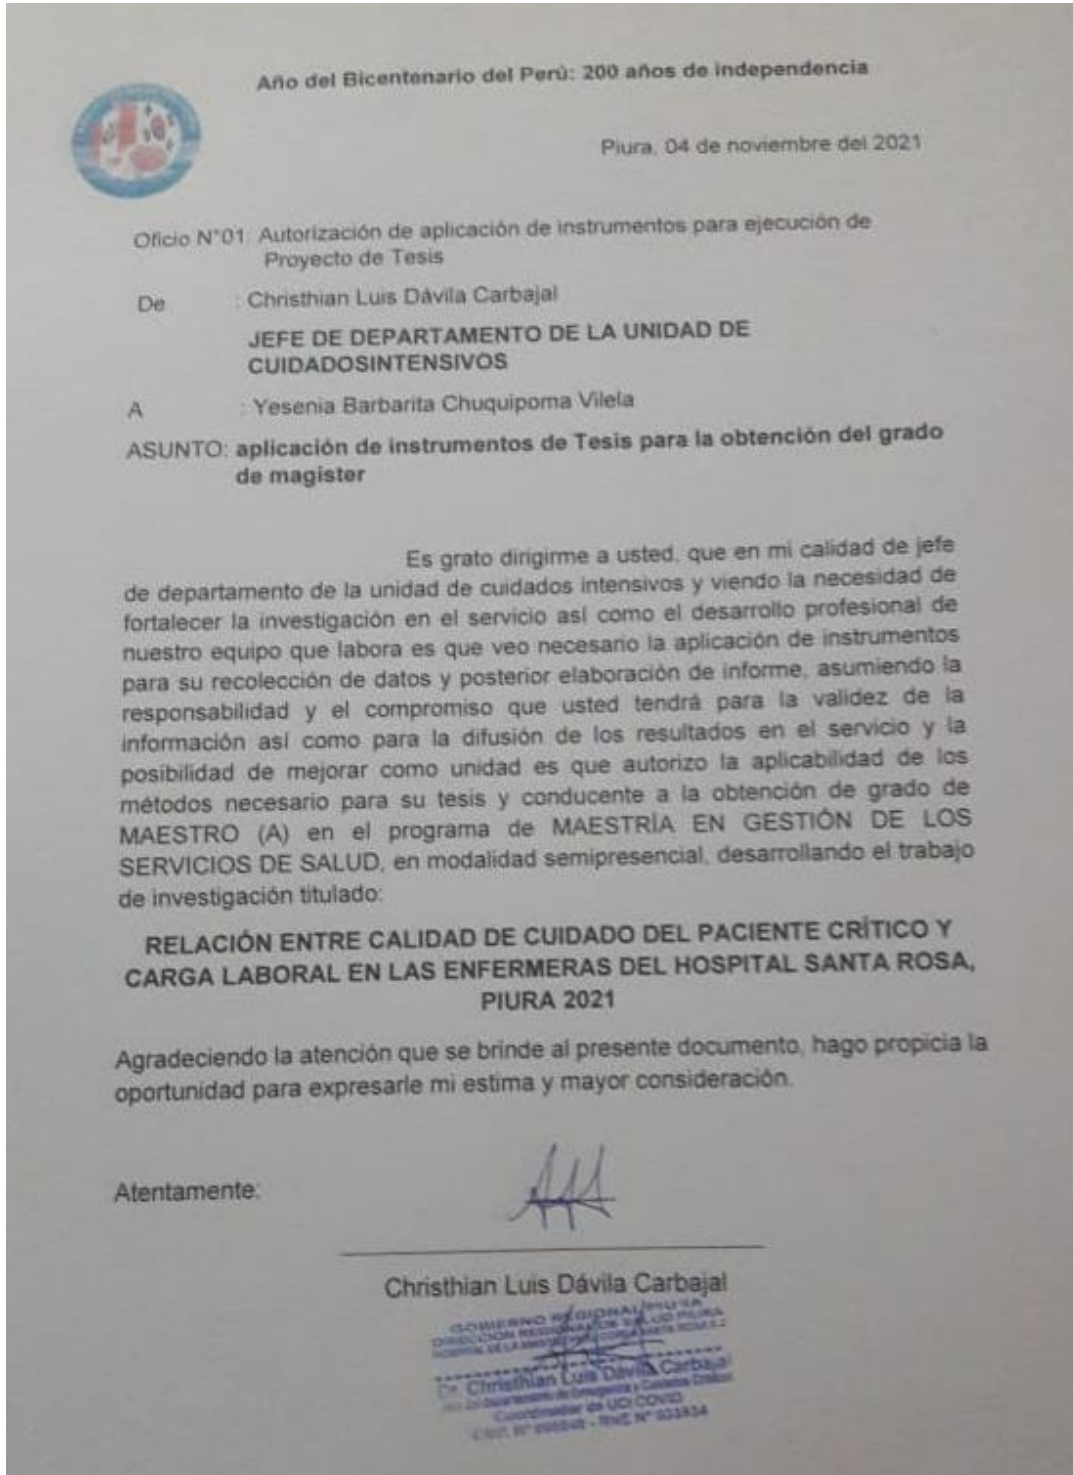 Año del Bicentenario del Perú: 200 años de independencia
Piura, 04 de noviembre del 2021
Oficio N°01: Autorización de aplicación de instrumentos para ejecución de
Proyecto de Tesis
De : Christhian Luis Dávila Carbajal
JEFE DE DEPARTAMENTO DE LA UNIDAD DE
CUIDADOSINTENSIVOS
A : Yesenia Barbarita Chuquipoma Vilela
ASUNTO: aplicación de instrumentos de Tesis para la obtención del grado
de magister
Es grato dirigirme a usted, que en mi calidad de jefe
de departamento de la unidad de cuidados intensivos y viendo la necesidad de
fortalecer la investigación en el servicio así como el desarrollo profesional de
nuestro equipo que labora es que veo necesario la aplicación de instrumentos
para su recolección de datos y posterior elaboración de informe, asumiendo la
responsabilidad y el compromiso que usted tendrá para la validez de la
información así como para la difusión de los resultados en el servicio y la
posibilidad de mejorar como unidad es que autorizo la aplicabilidad de los
métodos necesario para su tesis y conducente a la obtención de grado de
MAESTRO (A) en el programa de MAESTRÍA EN GESTIÓN DE LOS
SERVICIOS DE SALUD, en modalidad semipresencial, desarrollando el trabajo
de investigación titulado:
RELACIÓN ENTRE CALIDAD DE CUIDADO DEL PACIENTE CRÍTICO Y
CARGA LABORAL EN LAS ENFERMERAS DEL HOSPITAL SANTA ROSA,
PIURA 2021
Agradeciendo la atención que se brinde al presente documento, hago propicia la
oportunidad para expresarle mi estima y mayor consideración.
Atentamente:
Christhian Luis Dávila Carbajal
GOBIERNO REGIONAL PIURA
DIRECCION REGIONAL DE SALUD PIURA
Dr. Christhian Luis Dávila Carbajal
Coordinador de UCI COVID